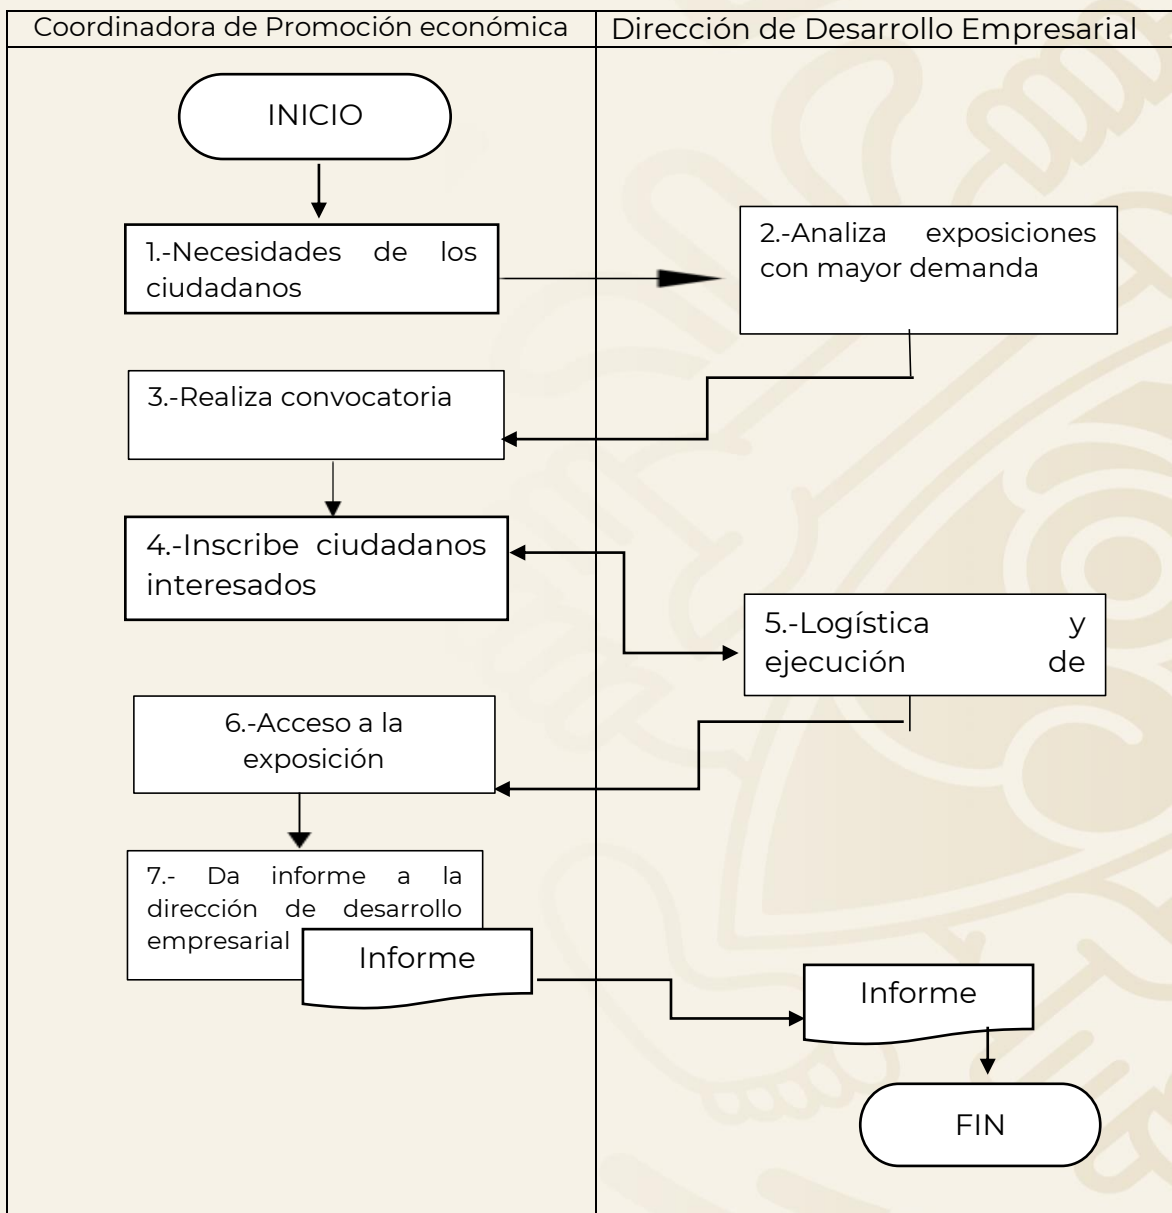 Coordinadora de Promoción económica
Dirección de Desarrollo Empresarial
INICIO
1.-Necesidades de los
ciudadanos
2.-Analiza exposiciones
con mayor demanda
3.-Realiza convocatoria
4.-Inscribe ciudadanos
interesados
5.-Logística y
ejecución de
6.-Acceso a la
exposición
7.- Da informe a la
dirección de desarrollo
empresarial
Informe
Informe
FIN